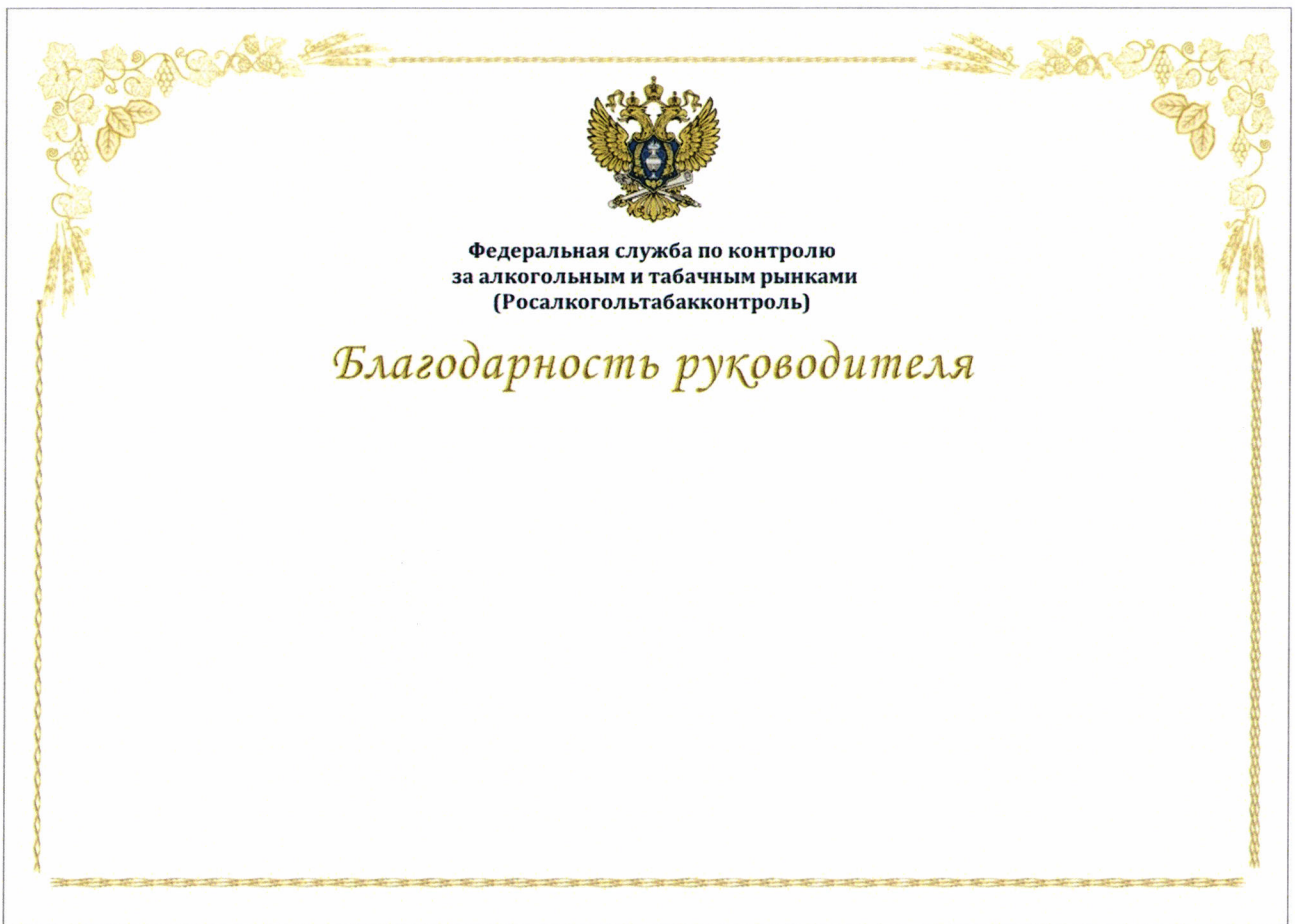 Федеральная служба по контролю
за алкогольным и табачным рынками
(Росалкогольтабакконтроль)
Благодарность руководителя